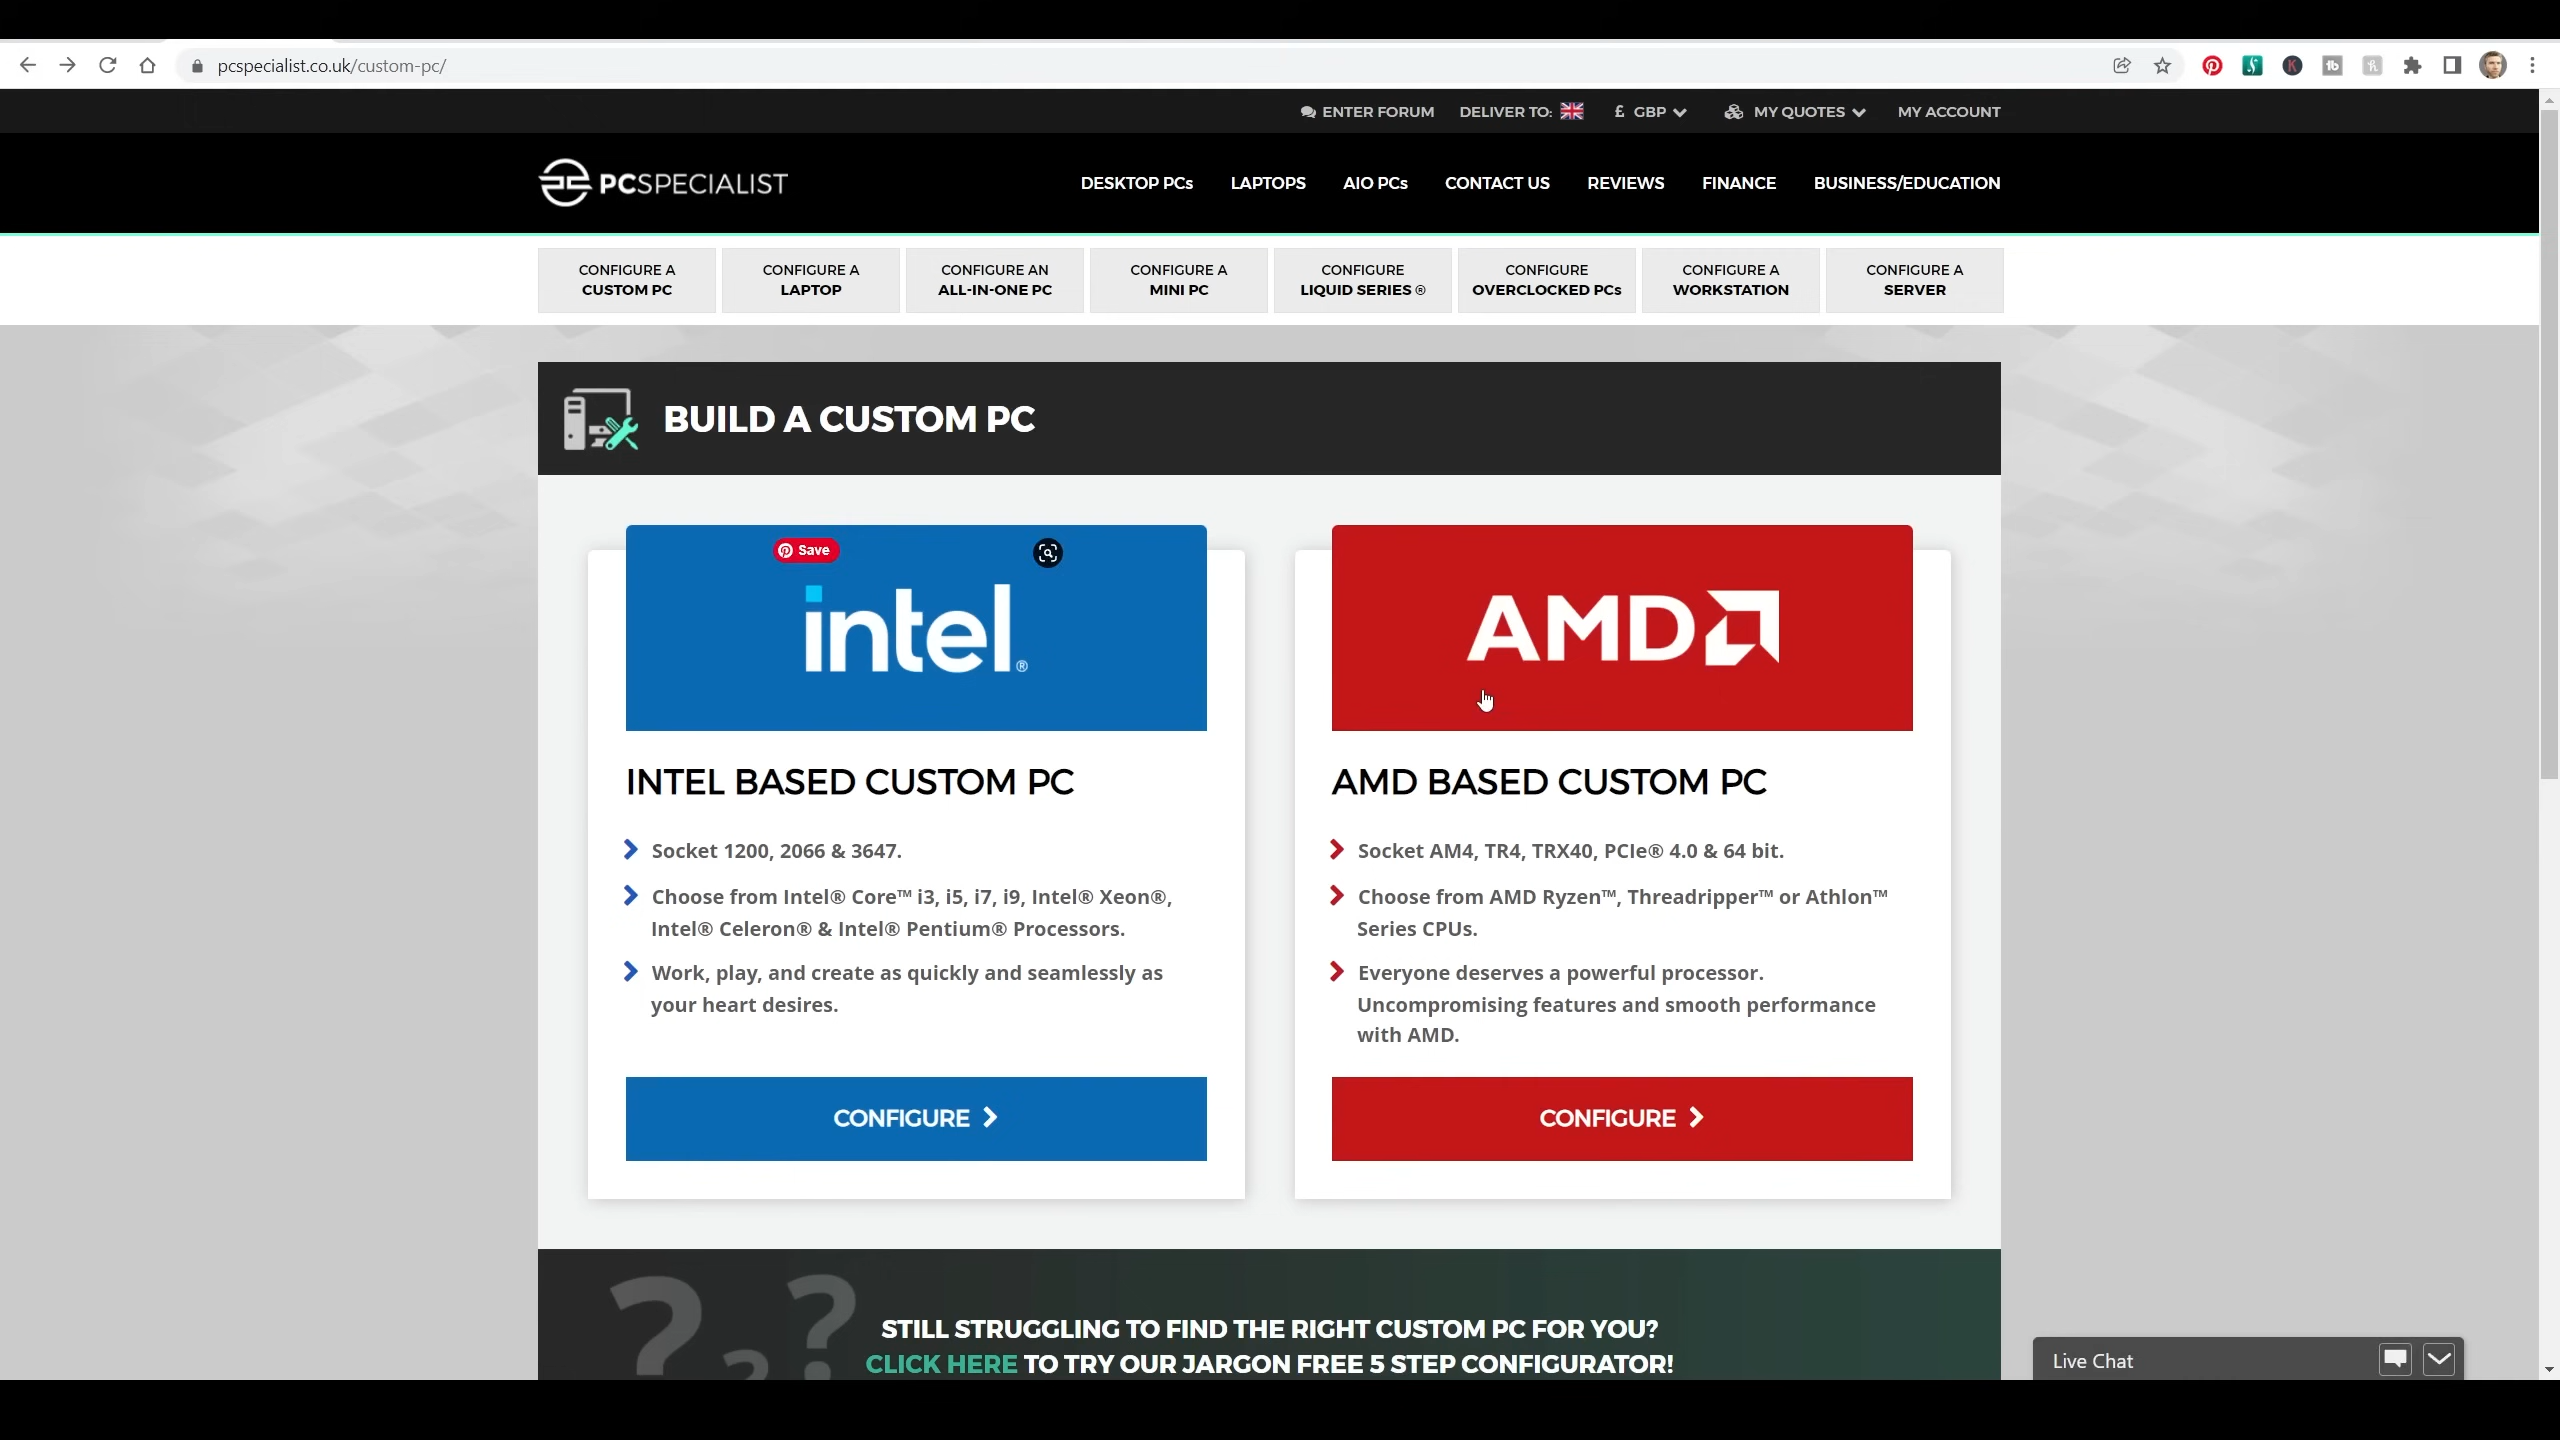 pcspecialist.co.uk/custom-pc/
ENTER FORUM DELIVER TO: £ GBP MY QUOTES MY ACCOUNT
PCSPECIALIST
DESKTOP PCs LAPTOPS AIO PCs CONTACT US REVIEWS FINANCE BUSINESS/EDUCATION
CONFIGURE A
CUSTOM PC
CONFIGURE A
LAPTOP
CONFIGURE AN
ALL-IN-ONE PC
CONFIGURE A
MINI PC
CONFIGURE
LIQUID SERIES ®
CONFIGURE
OVERCLOCKED PCs
CONFIGURE A
WORKSTATION
CONFIGURE A
SERVER
BUILD A CUSTOM PC
Save
intel®
INTEL BASED CUSTOM PC
Socket 1200, 2066 & 3647.
Choose from Intel® Core™ i3, i5, i7, i9, Intel® Xeon®,
Intel® Celeron® & Intel® Pentium® Processors.
Work, play, and create as quickly and seamlessly as
your heart desires.
CONFIGURE
AMD
AMD BASED CUSTOM PC
Socket AM4, TR4, TRX40, PCIe® 4.0 & 64 bit.
Choose from AMD Ryzen™, Threadripper™ or Athlon™
Series CPUs.
Everyone deserves a powerful processor.
Uncompromising features and smooth performance
with AMD.
CONFIGURE
? ? ?
STILL STRUGGLING TO FIND THE RIGHT CUSTOM PC FOR YOU?
CLICK HERE TO TRY OUR JARGON FREE 5 STEP CONFIGURATOR!
Live Chat